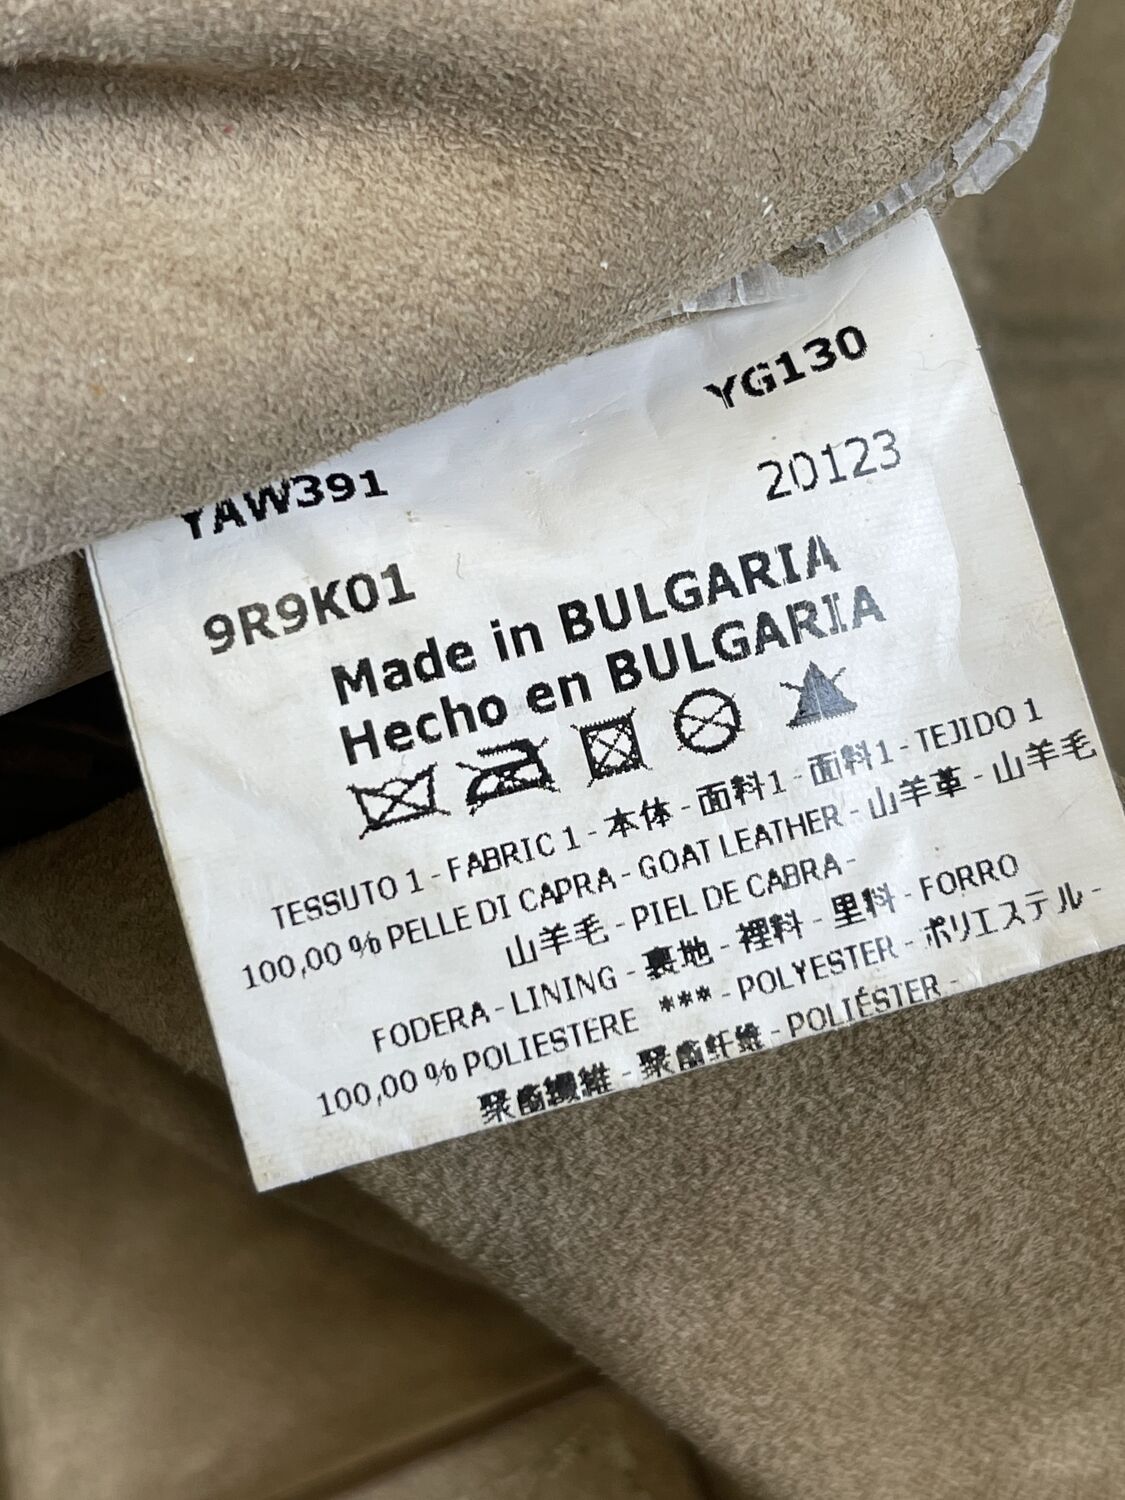 YAW391 YG130
9R9K01 20123
Made in BULGARIA
Hecho en BULGARIA
TESSUTO 1 - FABRIC 1 - 本体 - 面料1 - 面料1 - TEJIDO 1
100,00 % PELLE DI CAPRA - GOAT LEATHER - 山羊革 - 山羊毛
山羊毛 - PIEL DE CABRA -
FODERA - LINING - 裏地 - 裡料 - 里料 - FORRO
100,00 % POLIESTERE *** - POLYESTER - ポリエステル -
聚酯纖維 - 聚酯纤维 - POLIÉSTER -